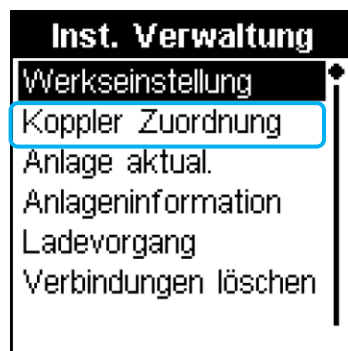 Inst. Verwaltung
Werkseinstellung
Koppler Zuordnung
Anlage aktual.
Anlageninformation
Ladevorgang
Verbindungen löschen